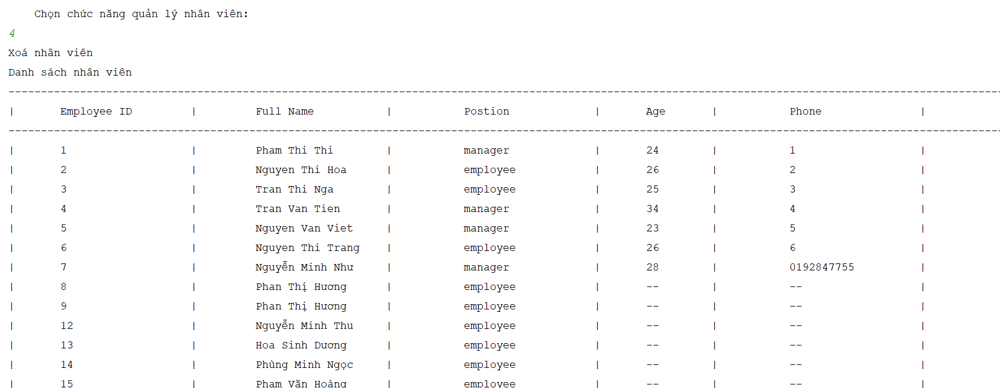 Chọn chức năng quản lý nhân viên:
4
Xoá nhân viên
Danh sách nhân viên
| Employee ID | Full Name | Postion | Age | Phone |
| 1 | Pham Thi Thi | manager | 24 | 1 |
| 2 | Nguyen Thi Hoa | employee | 26 | 2 |
| 3 | Tran Thi Nga | employee | 25 | 3 |
| 4 | Tran Van Tien | manager | 34 | 4 |
| 5 | Nguyen Van Viet | manager | 23 | 5 |
| 6 | Nguyen Thi Trang | employee | 26 | 6 |
| 7 | Nguyễn Minh Như | manager | 28 | 0192847755 |
| 8 | Phan Thị Hương | employee | -- | -- |
| 9 | Phan Thị Hương | employee | -- | -- |
| 12 | Nguyễn Minh Thu | employee | -- | -- |
| 13 | Hoa Sinh Dương | employee | -- | -- |
| 14 | Phùng Minh Ngọc | employee | -- | -- |
| 15 | Phạm Văn Hoàng | employee | -- | -- |